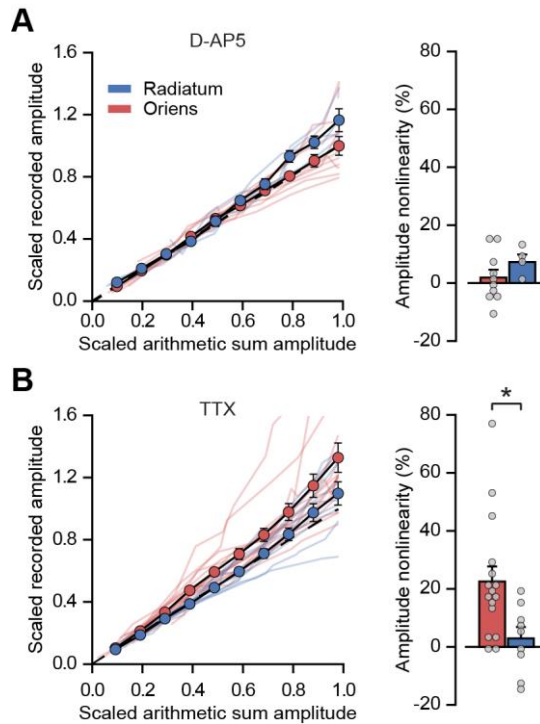 A
D-AP5
Radiatum
Oriens
Scaled recorded amplitude
1.6
1.2
0.8
0.4
0.0
0.0 0.2 0.4 0.6 0.8 1.0
Scaled arithmetic sum amplitude
Amplitude nonlinearity (%)
80
60
40
20
0
-20
B
TTX
Scaled recorded amplitude
1.6
1.2
0.8
0.4
0.0
0.0 0.2 0.4 0.6 0.8 1.0
Scaled arithmetic sum amplitude
*
Amplitude nonlinearity (%)
80
60
40
20
0
-20